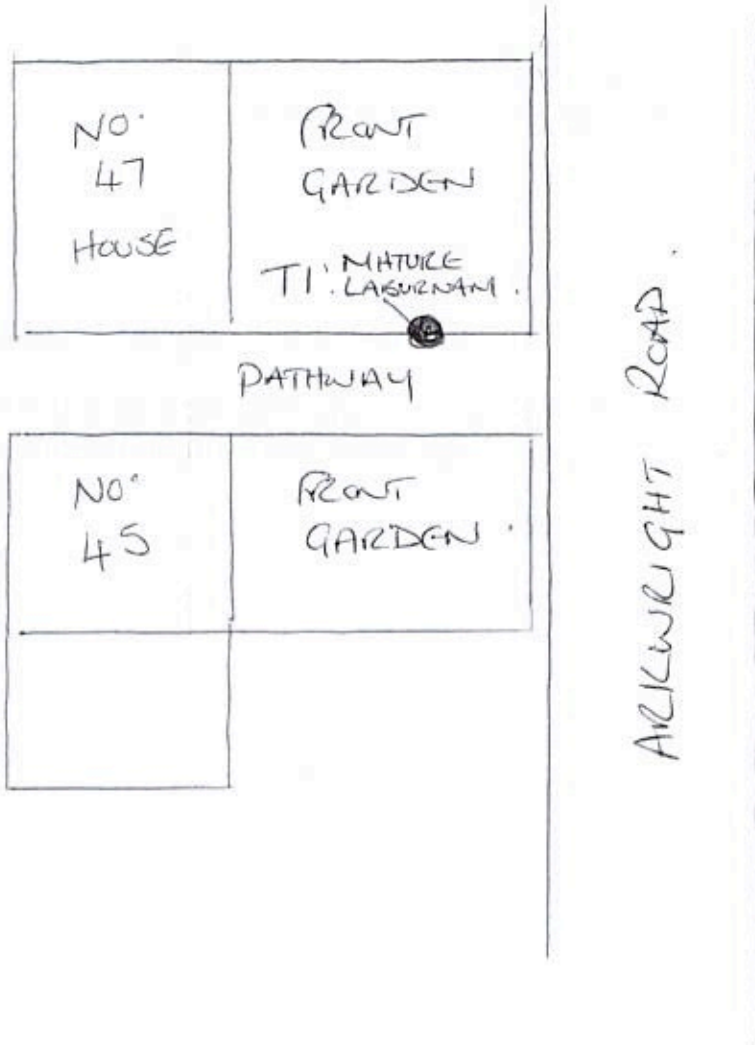 NO.
47
HOUSE
FRONT
GARDEN
T1: MATURE
LABURNAM.
PATHWAY
NO.
45
FRONT
GARDEN.
ARKWRIGHT ROAD.